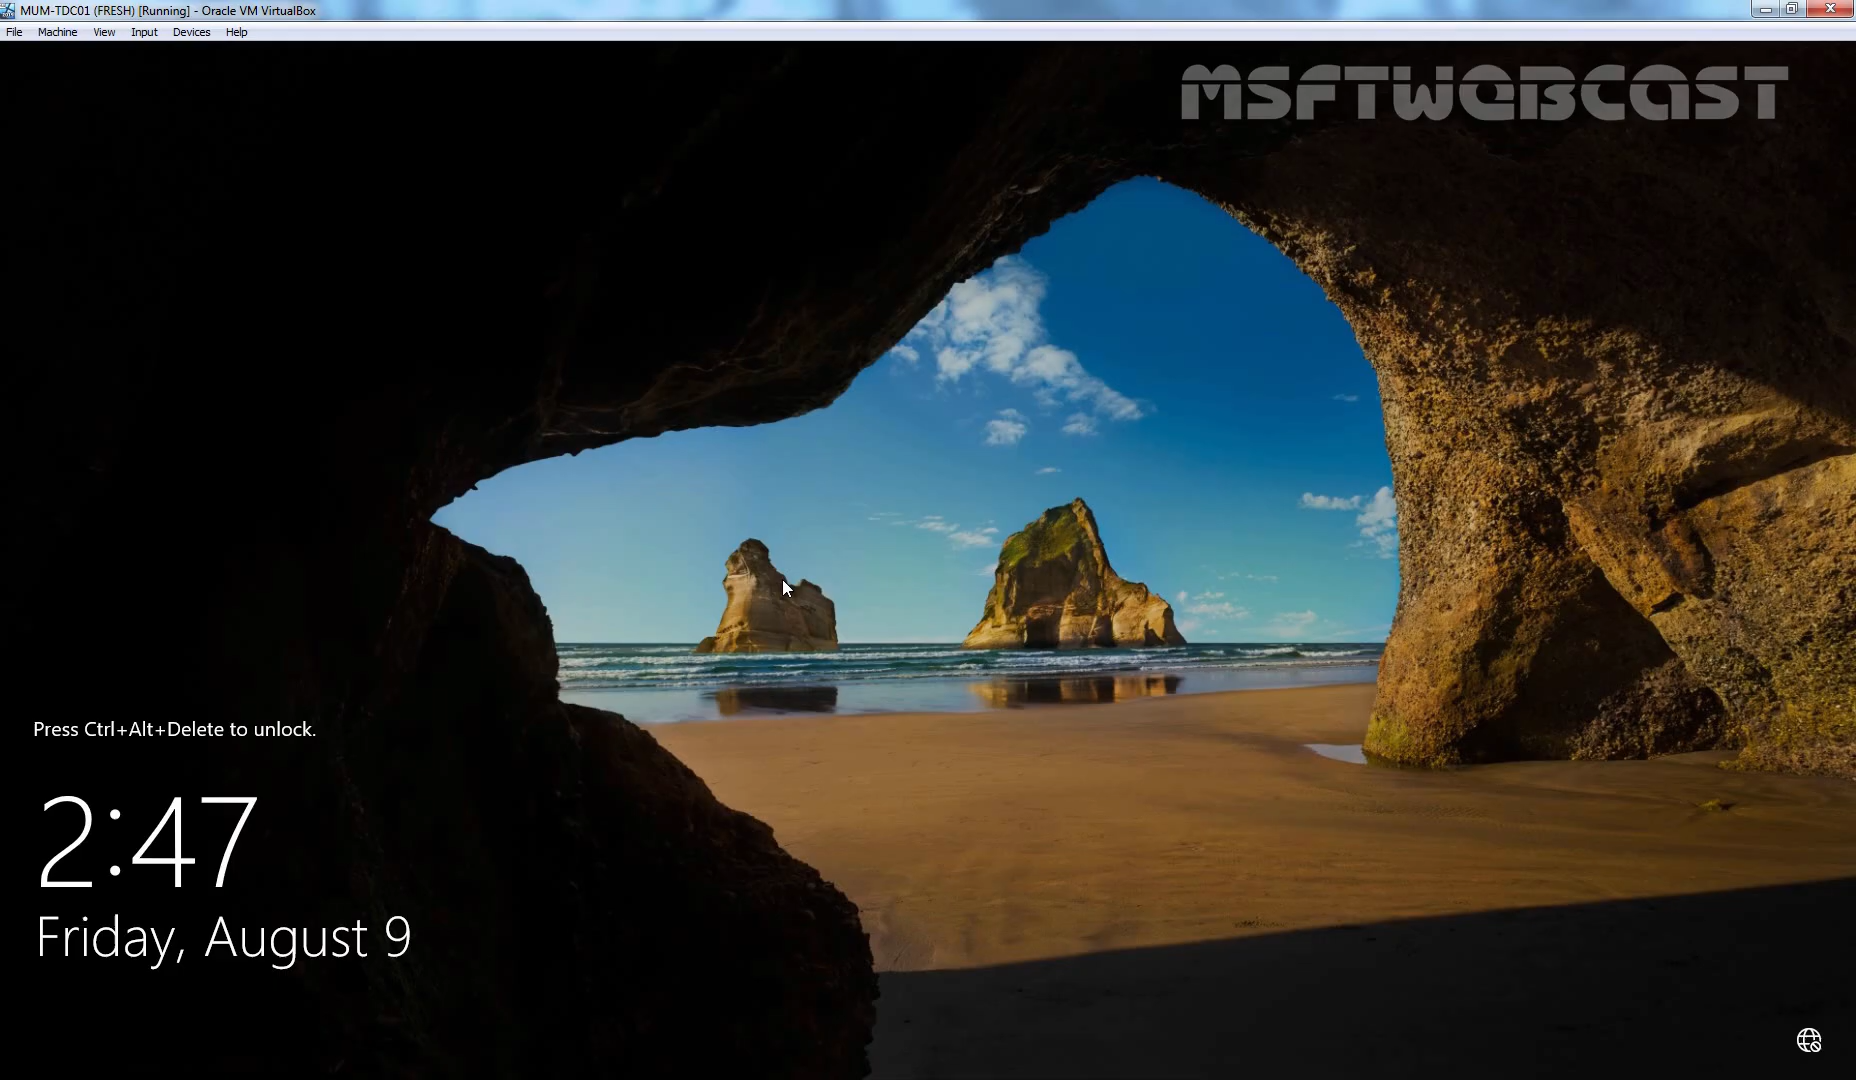 MUM-TDC01 (FRESH) [Running] - Oracle VM VirtualBox
File Machine View Input Devices Help
MSFTWEBCAST
Press Ctrl+Alt+Delete to unlock.
2:47
Friday, August 9